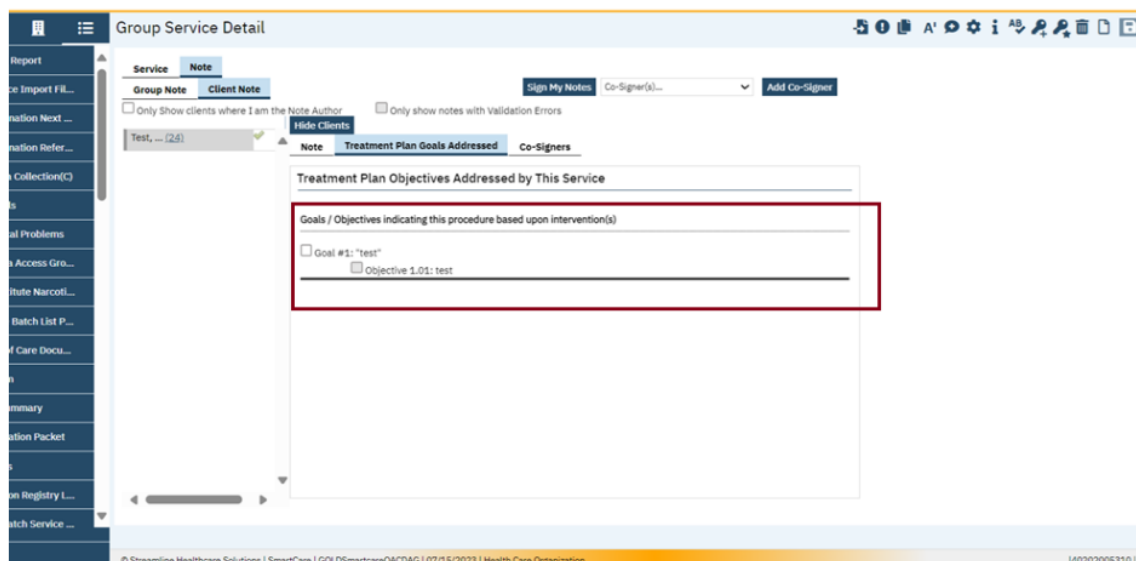 Group Service Detail
Report
ce Import Fil...
nation Next ...
nation Refer...
Collection(C)
ls
al Problems
Access Gro...
itute Narcoti...
Batch List P...
of Care Docu...
n
ummary
ation Packet
s
on Registry L...
atch Service ...
Service Note
Group Note Client Note
Sign My Notes Co-Signer(s)... Add Co-Signer
Only Show clients where I am the Note Author Only show notes with Validation Errors
Hide Clients
Test, ... (24)
Note Treatment Plan Goals Addressed Co-Signers
Treatment Plan Objectives Addressed by This Service
Goals / Objectives indicating this procedure based upon intervention(s)
Goal #1: "test"
Objective 1.01: test
© Streamline Healthcare Solutions | SmartCare | | 07/15/2023 | Health Care Organization